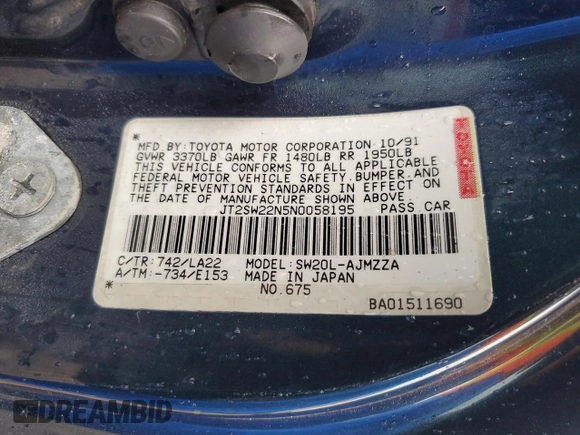 MFD BY:TOYOTA MOTOR CORPORATION 10/91
GVWR 3370LB GAWR FR 1480LB RR 1950LB
THIS VEHICLE CONFORMS TO ALL APPLICABLE
FEDERAL MOTOR VEHICLE SAFETY,BUMPER,AND
THEFT PREVENTION STANDARDS IN EFFECT ON
THE DATE OF MANUFACTURE SHOWN ABOVE.
JT2SW22N5N0058195 PASS CAR
C/TR:742/LA22 MODEL:SW20L-AJMZZA
A/TM:-734/E153 MADE IN JAPAN
NO.675
BA01511690
TOYOTA
DREAMBID